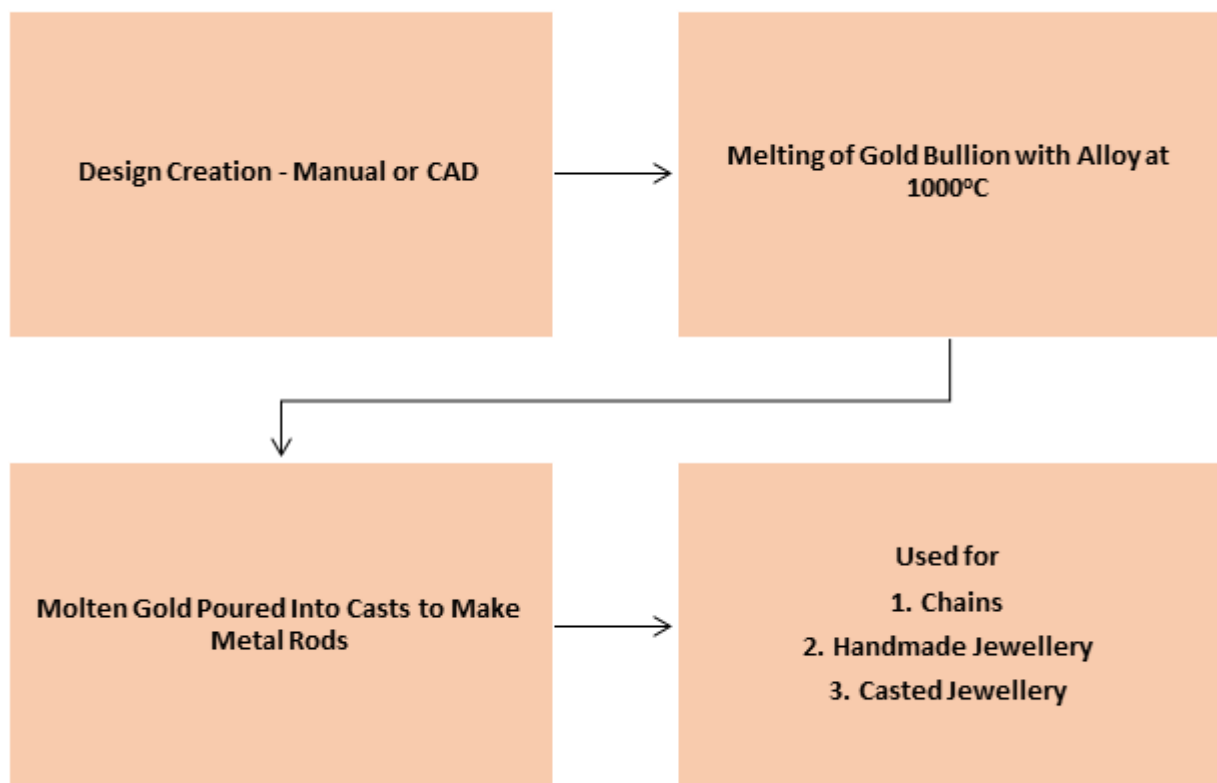 Design Creation - Manual or CAD
Melting of Gold Bullion with Alloy at
1000°C
Molten Gold Poured Into Casts to Make
Metal Rods
Used for
1. Chains
2. Handmade Jewellery
3. Casted Jewellery